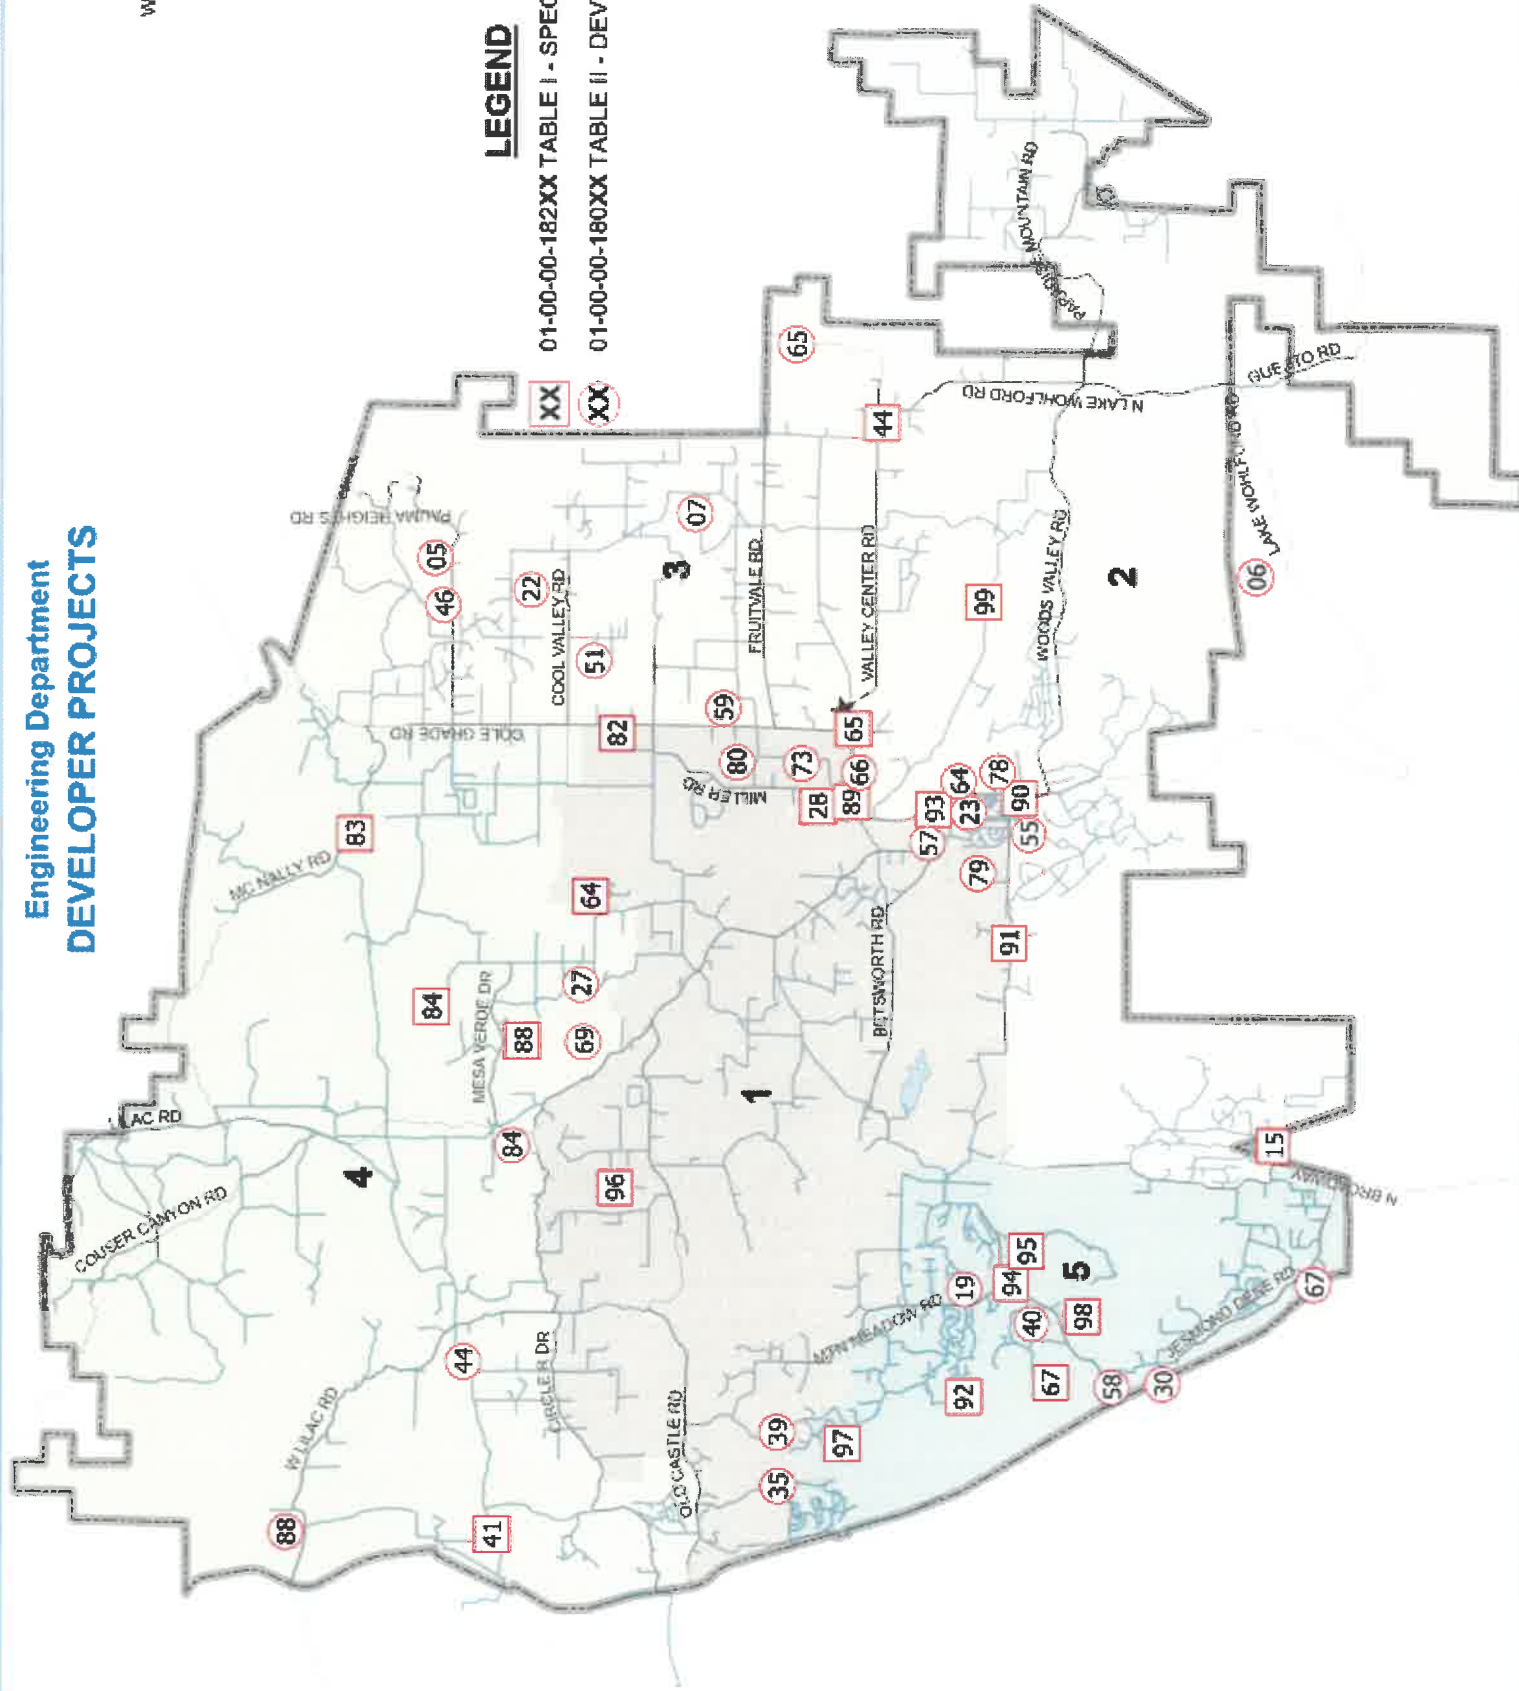 Engineering Department
DEVELOPER PROJECTS
W
LEGEND
XX 01-00-00-182XX TABLE I - SPEC
XX 01-00-00-180XX TABLE II - DEV
88
41
W LILAC RD
44
CIRCLE R DR
OLD CASTLE RD
35
39
97
COUSER CANYON RD
4
84
96
MTN MEADOW RD
92
67
58
30
19
40
94
95
98
5
JESMOND DENE RD
67
N BROADWAY
15
MESA VERDE DR
84
88
69
27
64
1
BETSWORTH RD
91
MC NALLY RD
83
COLE GRADE RD
82
MILLER RD
80
59
73
28
89
66
65
57
93
23
64
78
90
55
79
PAUMA HEIGHTS RD
05
46
22
COOL VALLEY RD
51
3
07
FRUITVALE RD
VALLEY CENTER RD
99
WOODS VALLEY RD
2
06
LAKE WOHLFORD RD
LAKE WOHLFORD RD
44
65
N LAKE WOHLFORD RD
GUEJITO RD
PARADISE MOUNTAIN RD